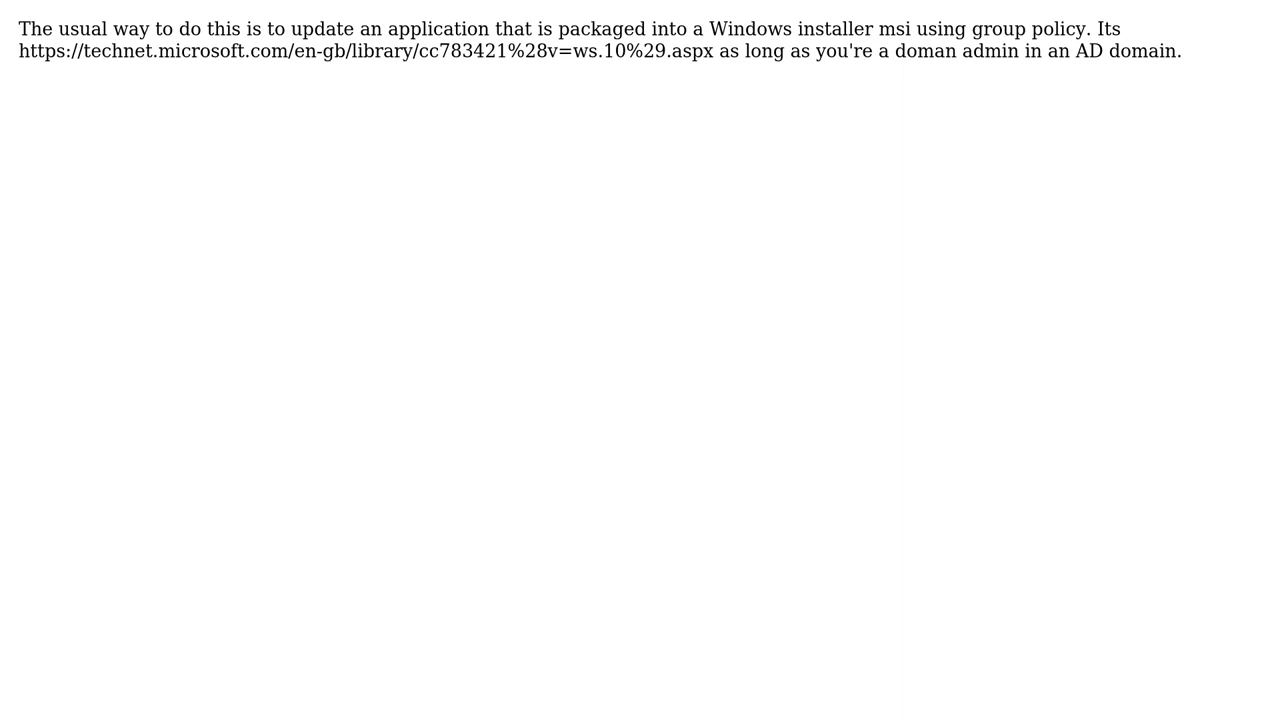 The usual way to do this is to update an application that is packaged into a Windows installer msi using group policy. Its
https://technet.microsoft.com/en-gb/library/cc783421%28v=ws.10%29.aspx as long as you're a doman admin in an AD domain.